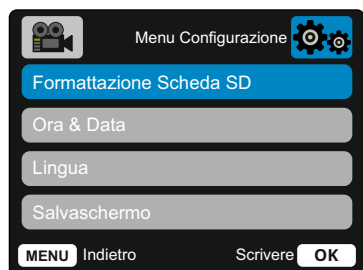 Menu Configurazione
Formattazione Scheda SD
Ora & Data
Lingua
Salvaschermo
MENU Indietro Scrivere OK